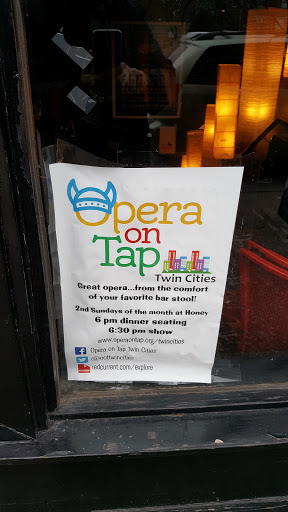 Opera
on
Tap
Twin Cities
Great opera...from the comfort
of your favorite bar stool!
2nd Sundays of the month at Honey
6 pm dinner seating
6:30 pm show
www.operaontap.org/twincities
Opera on Tap Twin Cities
@oottwincities
redcurrent.com/explore